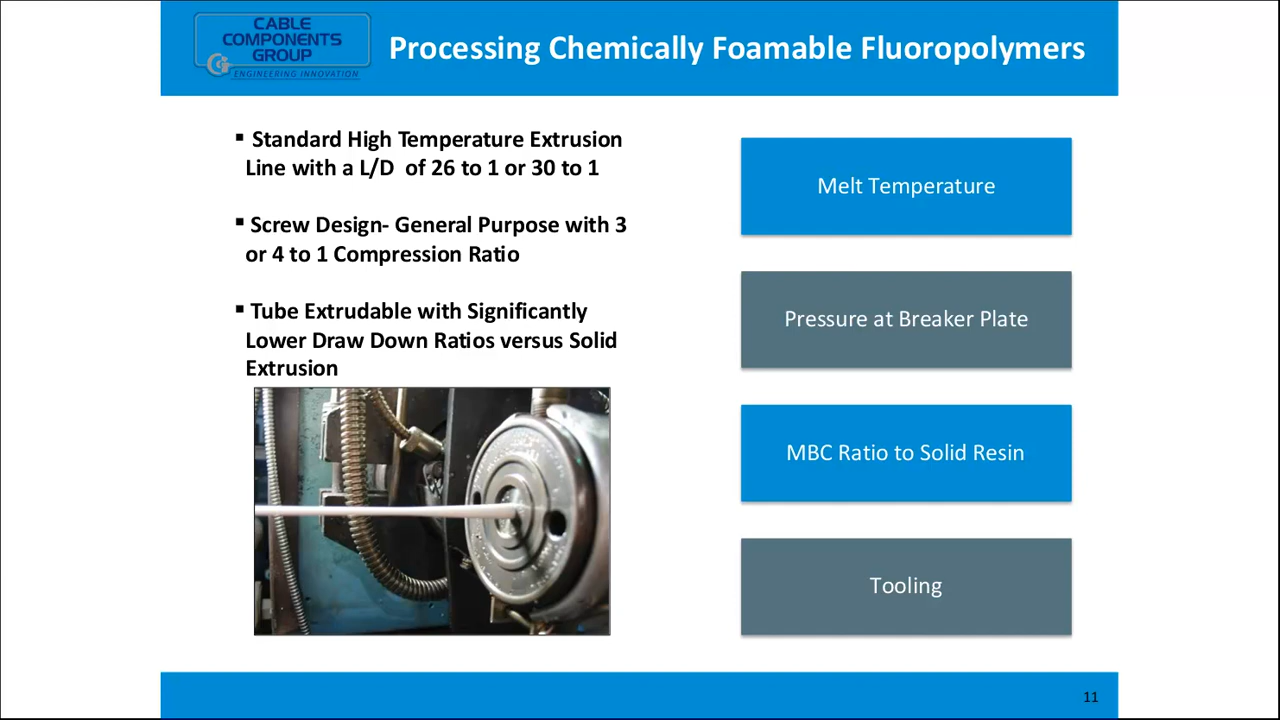 CABLE
COMPONENTS
GROUP
ENGINEERING INNOVATION
Processing Chemically Foamable Fluoropolymers
▪ Standard High Temperature Extrusion
Line with a L/D of 26 to 1 or 30 to 1
▪ Screw Design- General Purpose with 3
or 4 to 1 Compression Ratio
▪ Tube Extrudable with Significantly
Lower Draw Down Ratios versus Solid
Extrusion
Melt Temperature
Pressure at Breaker Plate
MBC Ratio to Solid Resin
Tooling
11